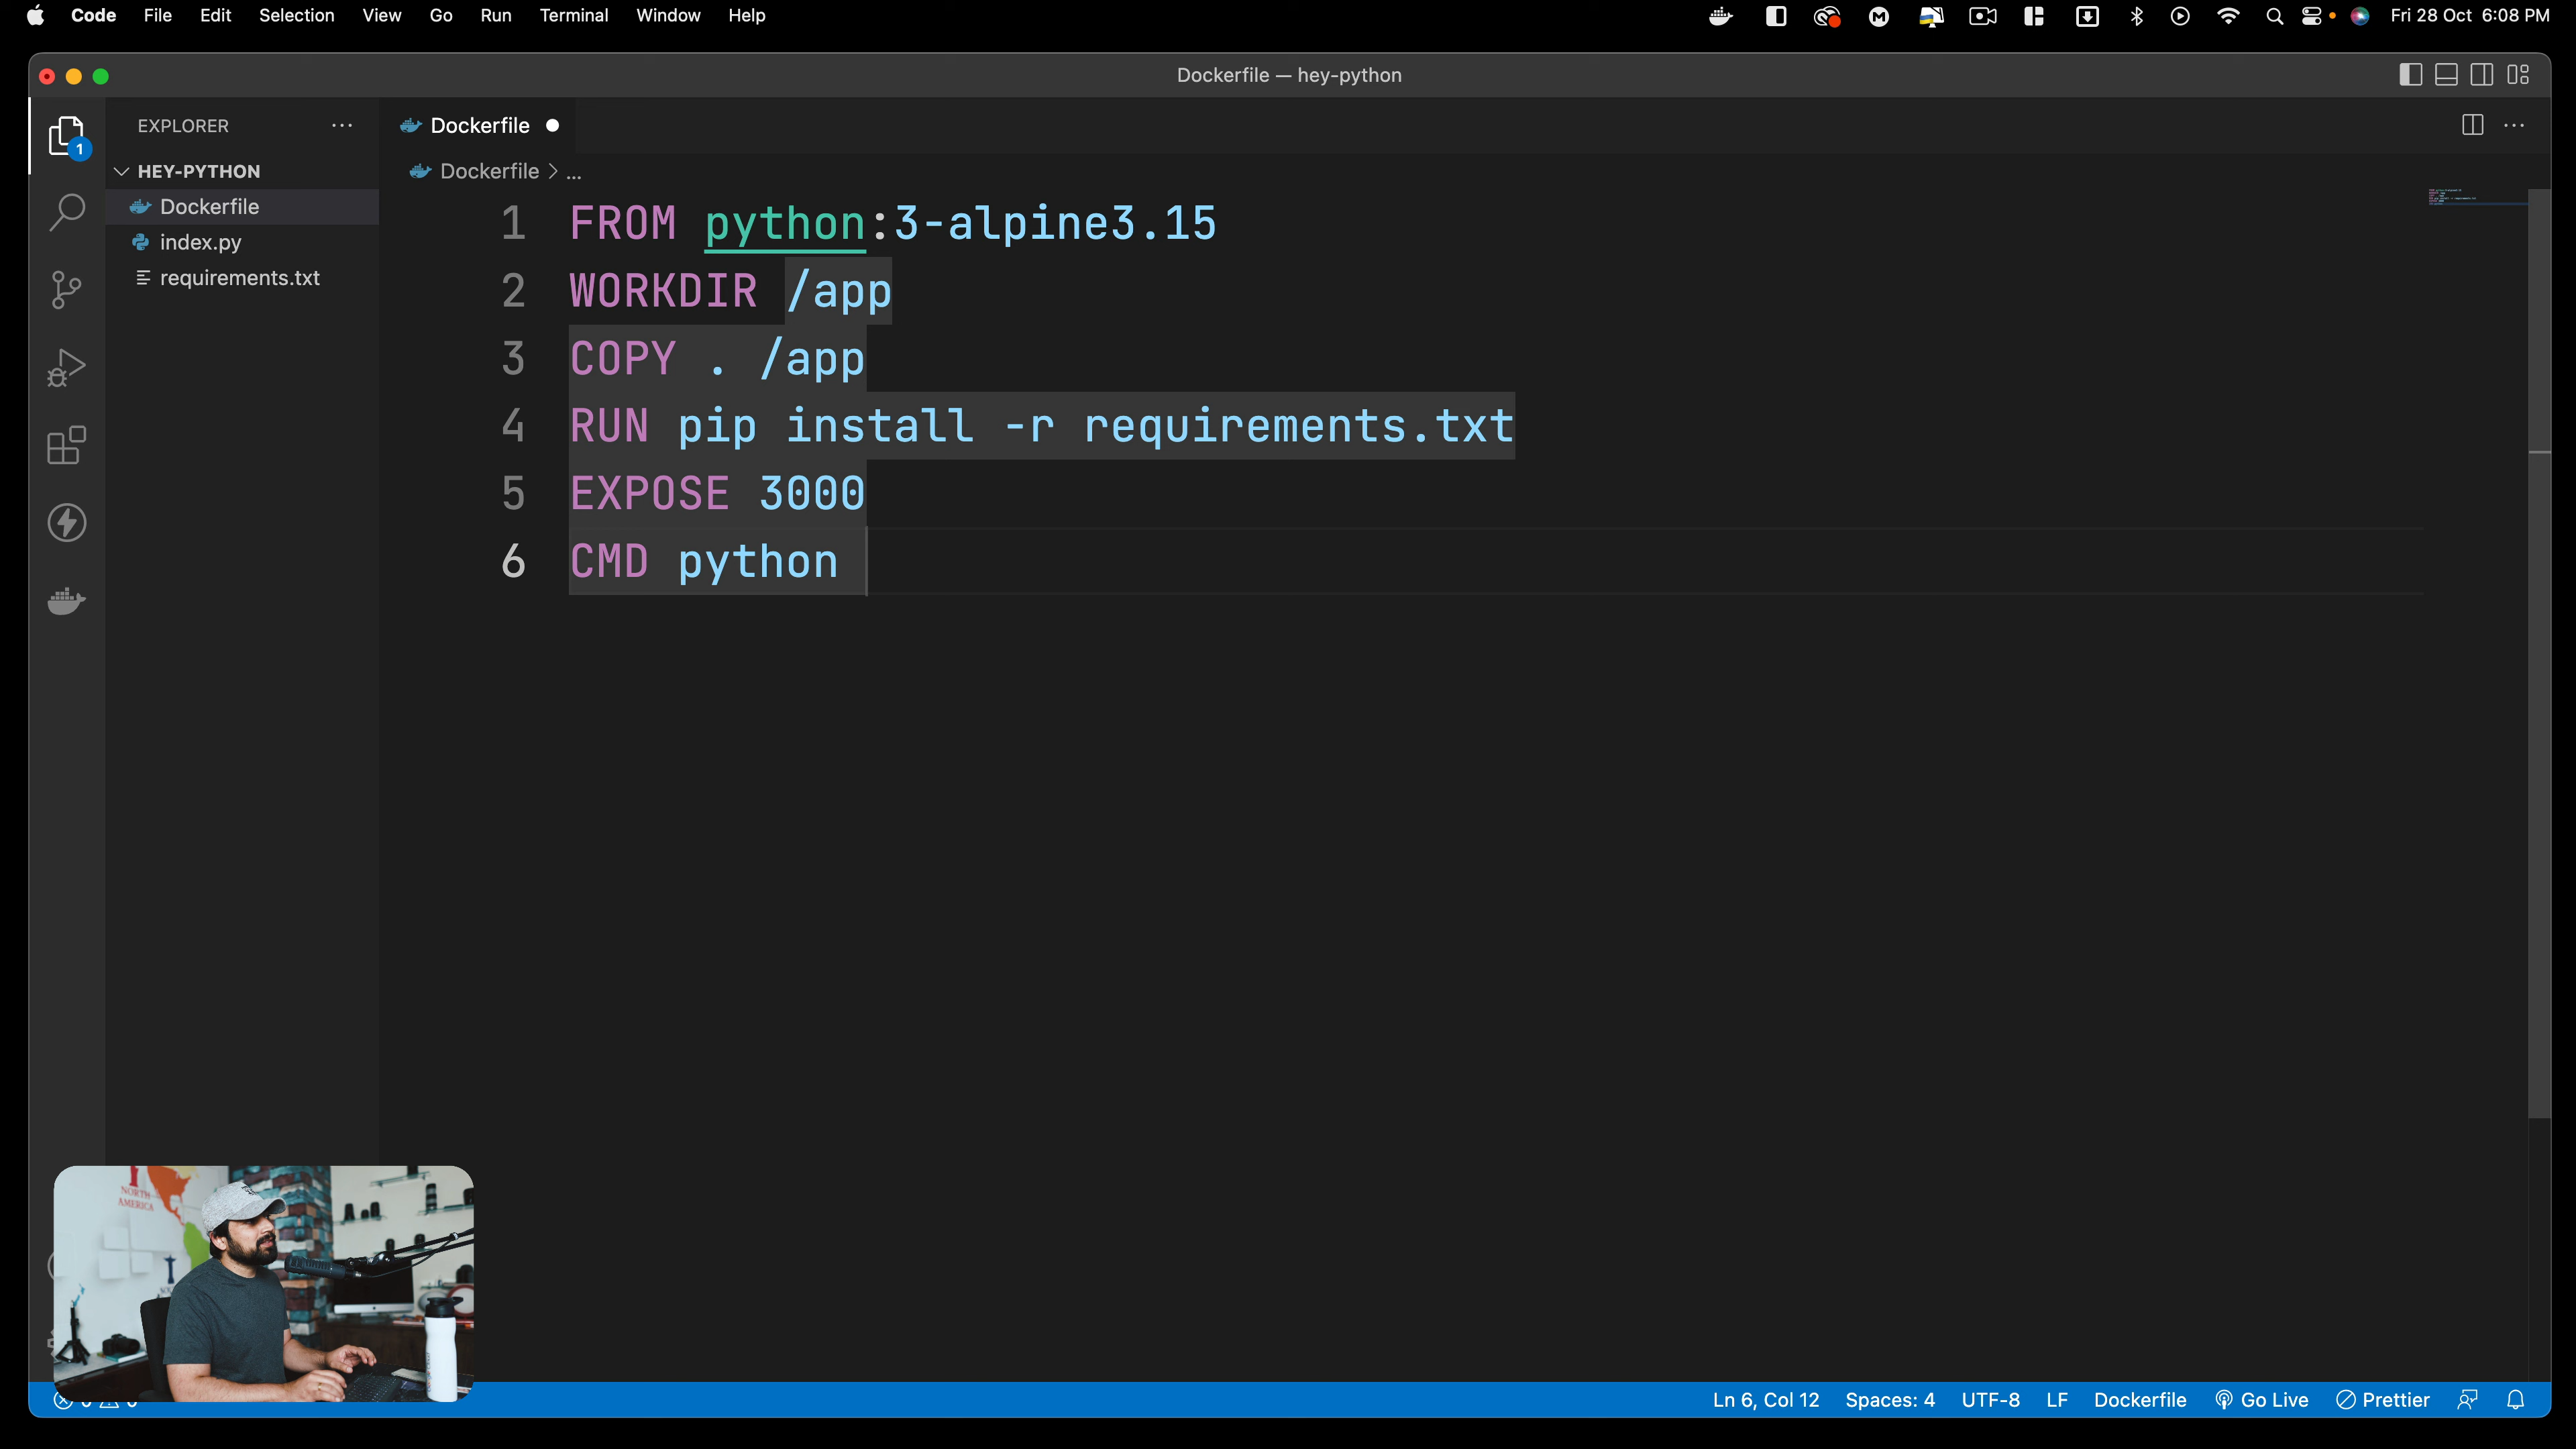 Code File Edit Selection View Go Run Terminal Window Help
Fri 28 Oct 6:08 PM
Dockerfile — hey-python
EXPLORER
Dockerfile
1
HEY-PYTHON
Dockerfile > ...
Dockerfile
index.py
requirements.txt
1 FROM python:3-alpine3.15
2 WORKDIR /app
3 COPY . /app
4 RUN pip install -r requirements.txt
5 EXPOSE 3000
6 CMD python
NORTH
AMERICA
Ln 6, Col 12 Spaces: 4 UTF-8 LF Dockerfile Go Live Prettier